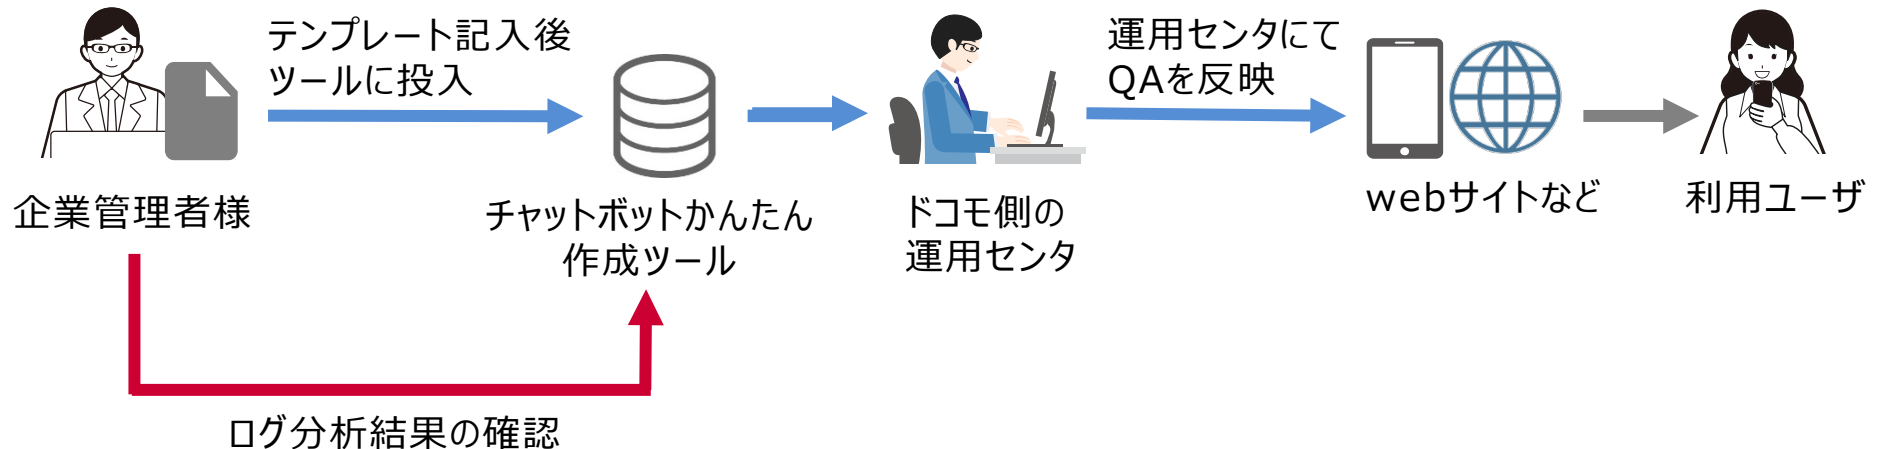 テンプレート記入後
ツールに投入
運用センタにて
QAを反映
企業管理者様
チャットボットかんたん
作成ツール
ドコモ側の
運用センタ
webサイトなど
利用ユーザ
ログ分析結果の確認